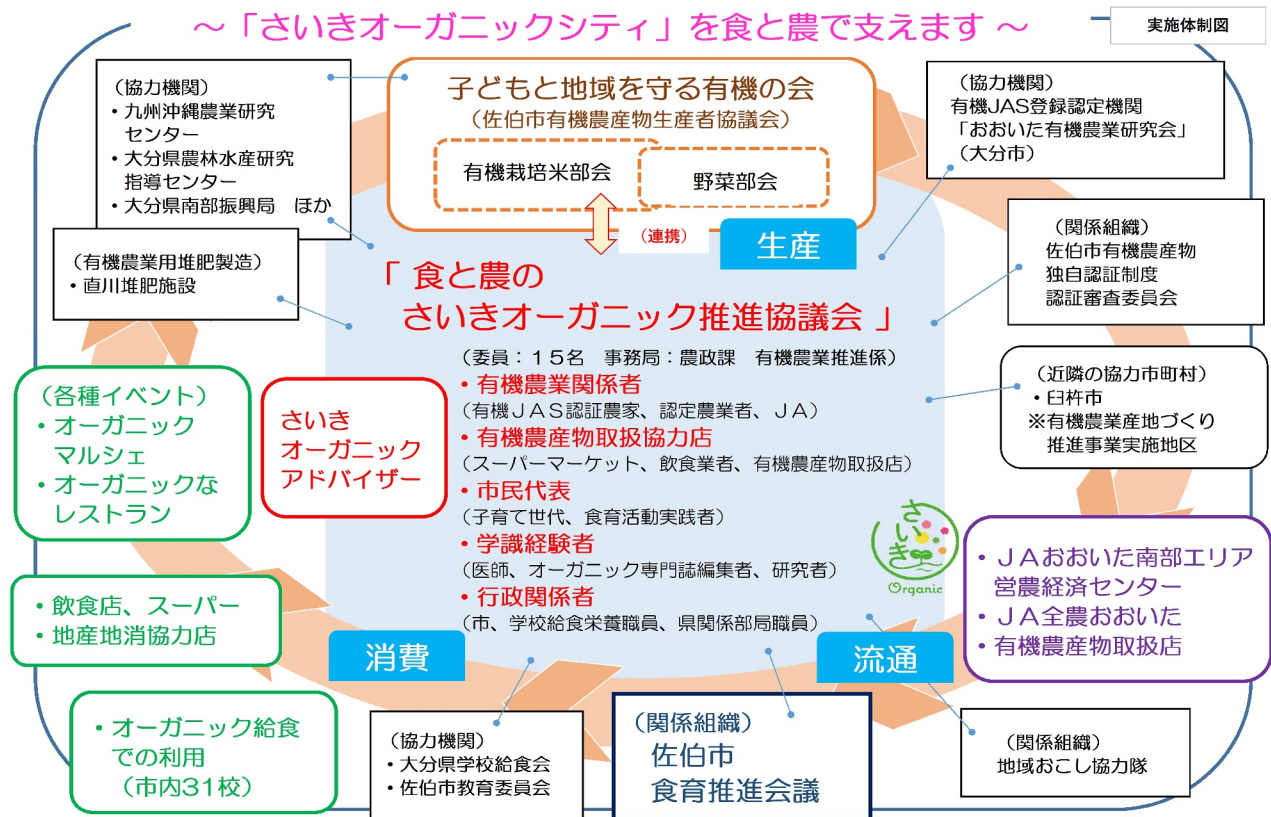 ～「さいきオーガニックシティ」を食と農で支えます～
実施体制図
（協力機関）
・九州沖縄農業研究
センター
・大分県農林水産研究
指導センター
・大分県南部振興局　ほか
子どもと地域を守る有機の会
（佐伯市有機農産物生産者協議会）
有機栽培米部会
野菜部会
（連携）
生産
（協力機関）
有機JAS登録認定機関
「おおいた有機農業研究会」
（大分市）
（有機農業用堆肥製造）
・直川堆肥施設
（関係組織）
佐伯市有機農産物
独自認証制度
認証審査委員会
「 食と農の
さいきオーガニック推進協議会 」
（委員：１５名　事務局：農政課　有機農業推進係）
・有機農業関係者
（有機ＪＡＳ認証農家、認定農業者、ＪＡ）
・有機農産物取扱協力店
（スーパーマーケット、飲食業者、有機農産物取扱店）
・市民代表
（子育て世代、食育活動実践者）
・学識経験者
（医師、オーガニック専門誌編集者、研究者）
・行政関係者
（市、学校給食栄養職員、県関係部局職員）
（近隣の協力市町村）
・臼杵市
※有機農業産地づくり
推進事業実施地区
（各種イベント）
・オーガニック
マルシェ
・オーガニックな
レストラン
さいき
オーガニック
アドバイザー
さいき
Organic
・ＪＡおおいた南部エリア
営農経済センター
・ＪＡ全農おおいた
・有機農産物取扱店
・飲食店、スーパー
・地産地消協力店
消費
流通
・オーガニック給食
での利用
（市内31校）
（協力機関）
・大分県学校給食会
・佐伯市教育委員会
（関係組織）
佐伯市
食育推進会議
（関係組織）
地域おこし協力隊